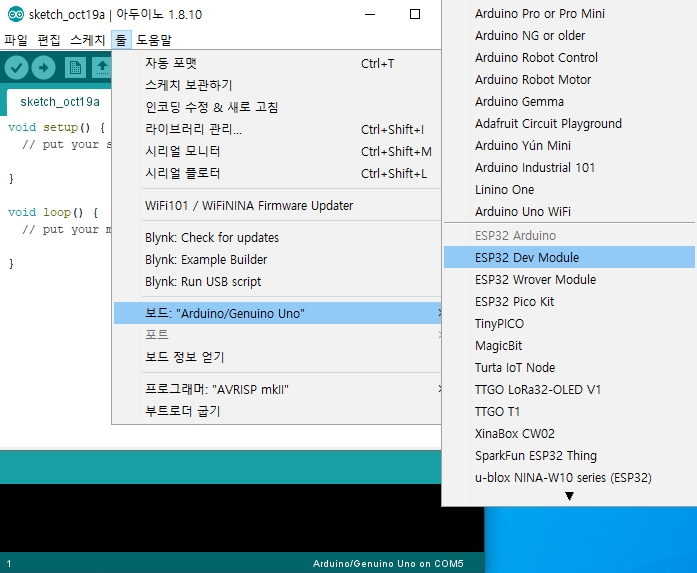 sketch_oct19a | 아두이노 1.8.10
파일 편집 스케치 툴 도움말
sketch_oct19a
void setup() {
// put your s
}
void loop() {
// put your m
}
자동 포맷 Ctrl+T
스케치 보관하기
인코딩 수정 & 새로 고침
라이브러리 관리... Ctrl+Shift+I
시리얼 모니터 Ctrl+Shift+M
시리얼 플로터 Ctrl+Shift+L
WiFi101 / WiFiNINA Firmware Updater
Blynk: Check for updates
Blynk: Example Builder
Blynk: Run USB script
보드: "Arduino/Genuino Uno"
포트
보드 정보 얻기
프로그래머: "AVRISP mkII"
부트로더 굽기
Arduino Pro or Pro Mini
Arduino NG or older
Arduino Robot Control
Arduino Robot Motor
Arduino Gemma
Adafruit Circuit Playground
Arduino Yún Mini
Arduino Industrial 101
Linino One
Arduino Uno WiFi
ESP32 Arduino
ESP32 Dev Module
ESP32 Wrover Module
ESP32 Pico Kit
TinyPICO
MagicBit
Turta IoT Node
TTGO LoRa32-OLED V1
TTGO T1
XinaBox CW02
SparkFun ESP32 Thing
u-blox NINA-W10 series (ESP32)
1 Arduino/Genuino Uno on COM5